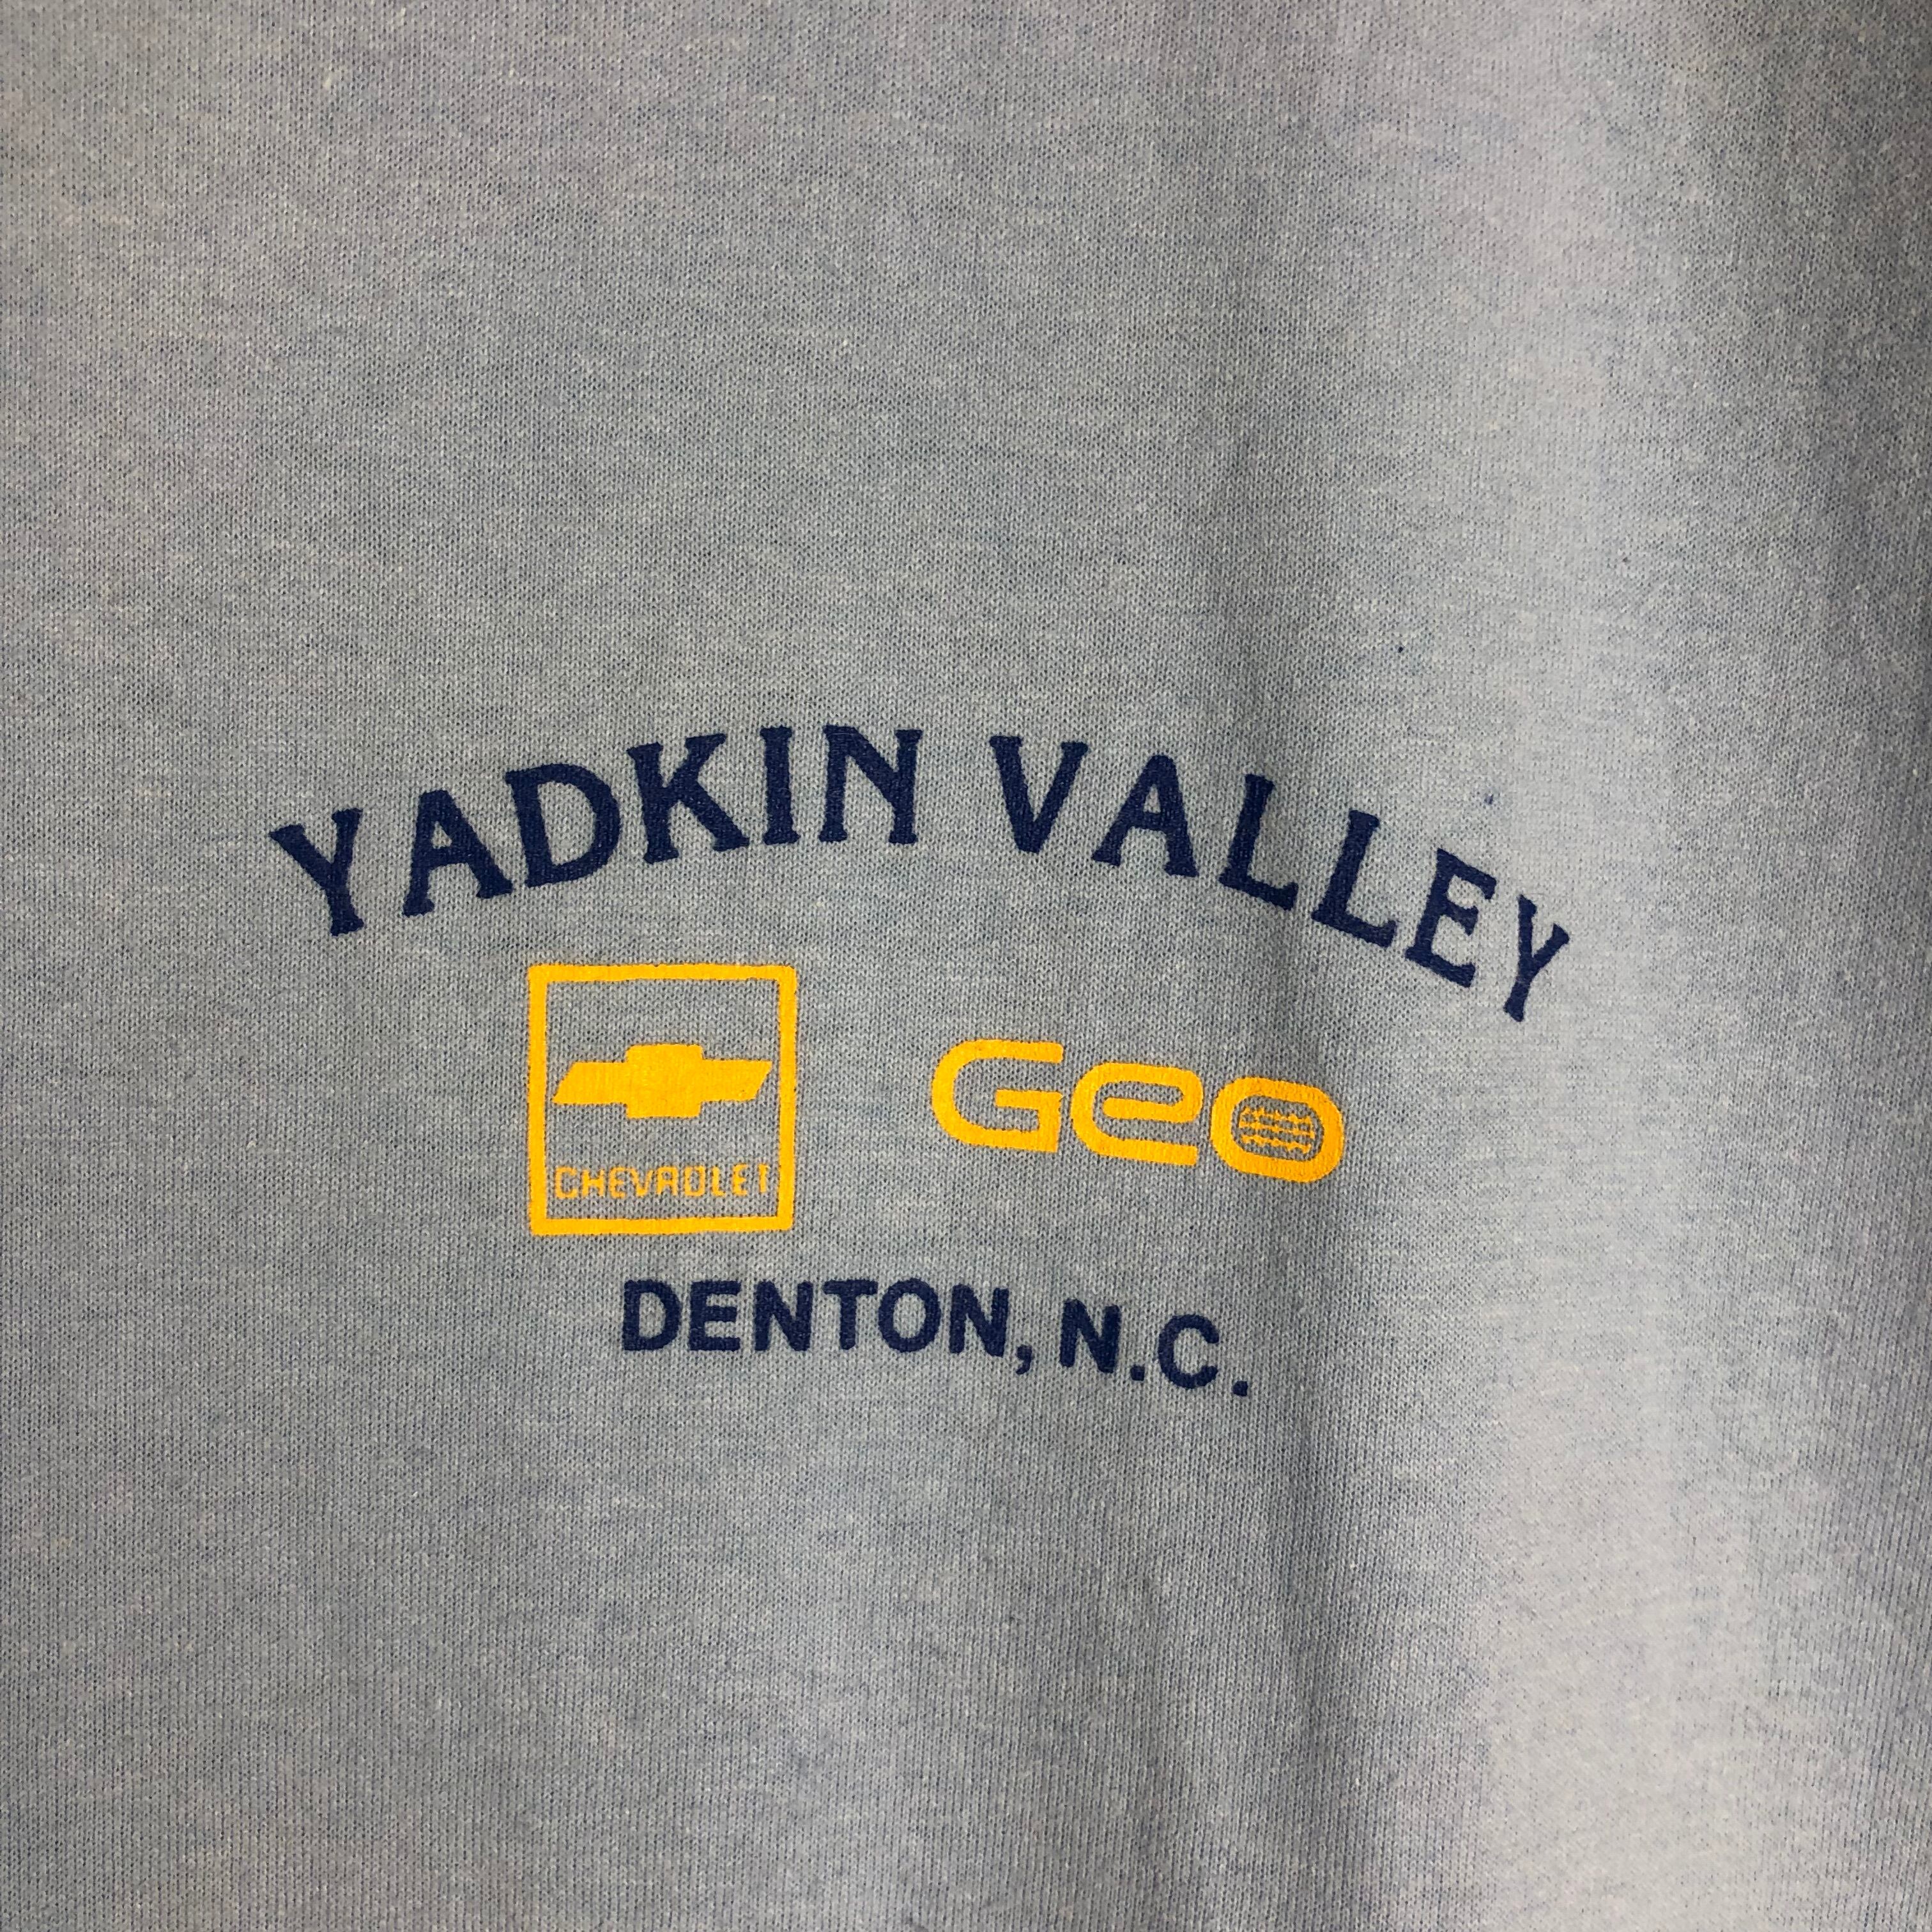 YADKIN VALLEY
CHEVROLET
Geo
DENTON, N.C.